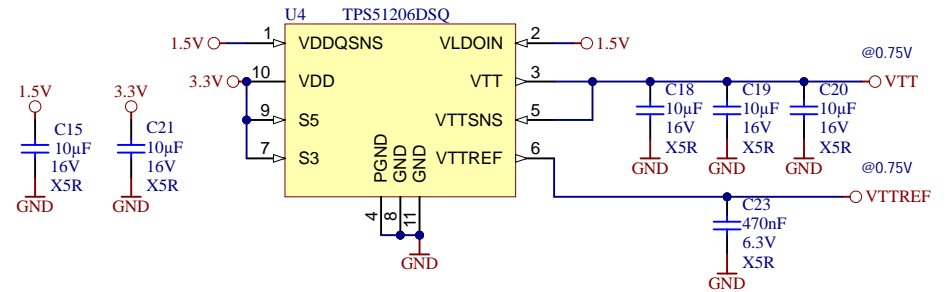 U4 TPS51206DSQ
1.5V 1 VDDQSNS VLDOIN 2 1.5V
@0.75V
3.3V 10 VDD VTT 3 VTT
9 S5 VTTSNS 5
7 S3 VTTREF 6
PGND GND GND
4 8 11
GND
1.5V
C15
10µF
16V
X5R
GND
3.3V
C21
10µF
16V
X5R
GND
C18
10µF
16V
X5R
GND
C19
10µF
16V
X5R
GND
C20
10µF
16V
X5R
GND
@0.75V
VTTREF
C23
470nF
6.3V
X5R
GND